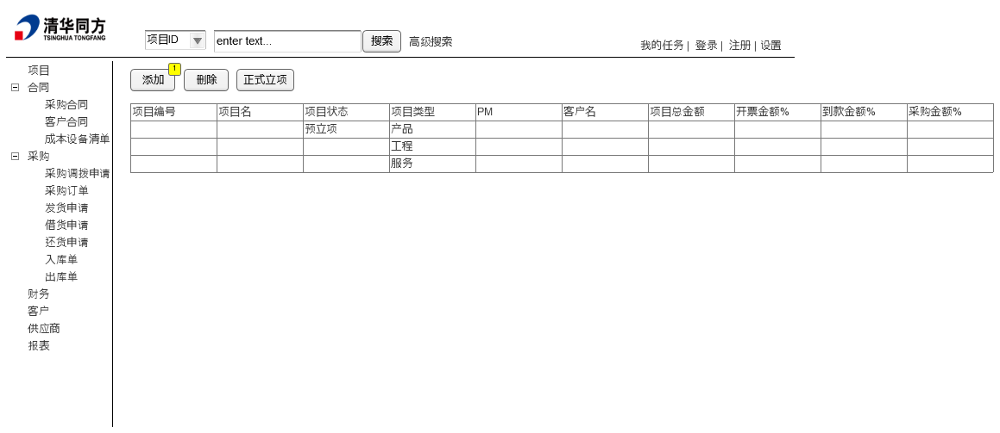 清华同方
TSINGHUA TONGFANG
项目ID enter text... 搜索 高级搜索
我的任务 | 登录 | 注册 | 设置
项目
合同
采购合同
客户合同
成本设备清单
采购
采购调拨申请
采购订单
发货申请
借货申请
还货申请
入库单
出库单
财务
客户
供应商
报表
添加 1 删除 正式立项
项目编号 项目名 项目状态 项目类型 PM 客户名 项目总金额 开票金额% 到款金额% 采购金额%
预立项 产品
工程
服务